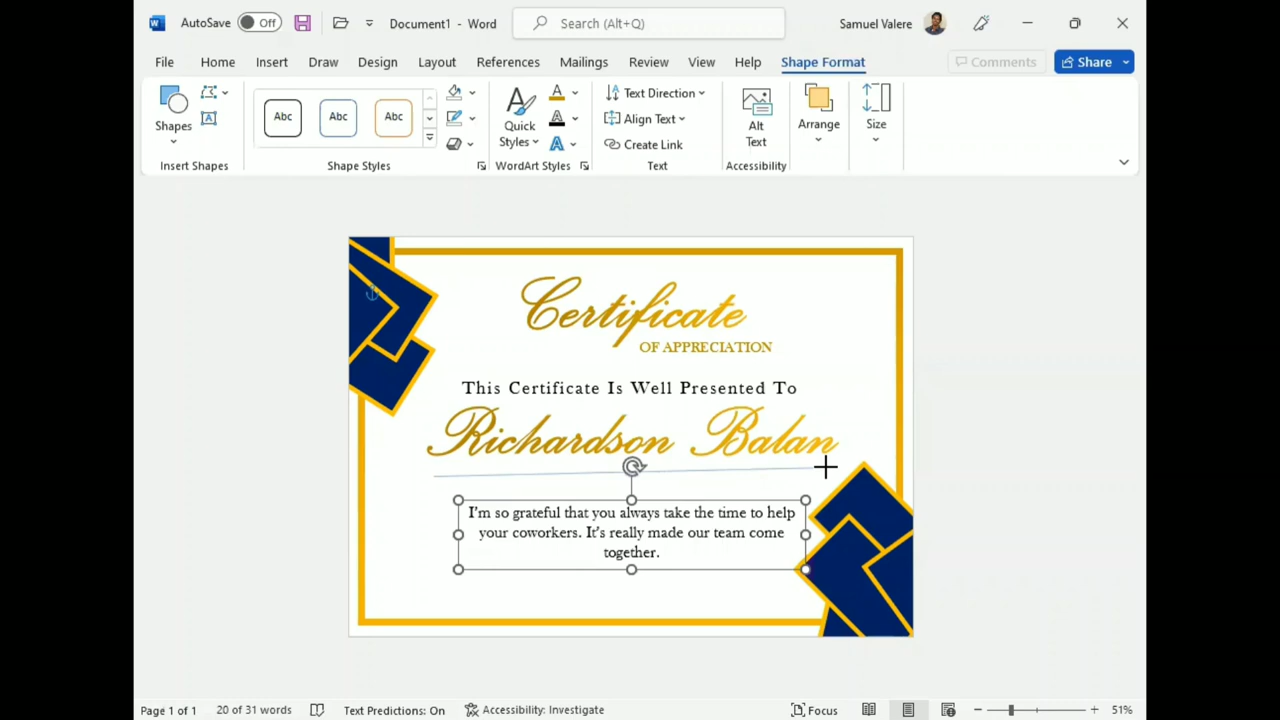 AutoSave Off Document1 - Word Search (Alt+Q) Samuel Valere
File Home Insert Draw Design Layout References Mailings Review View Help Shape Format Comments Share
Shapes
Insert Shapes
Abc Abc Abc
Shape Styles
Quick Styles
WordArt Styles
Text Direction
Align Text
Create Link
Text
Alt Text
Accessibility
Arrange
Size
Certificate
OF APPRECIATION
This Certificate Is Well Presented To
Richardson Balan
I'm so grateful that you always take the time to help
your coworkers. It's really made our team come
together.
Page 1 of 1 20 of 31 words Text Predictions: On Accessibility: Investigate Focus 51%